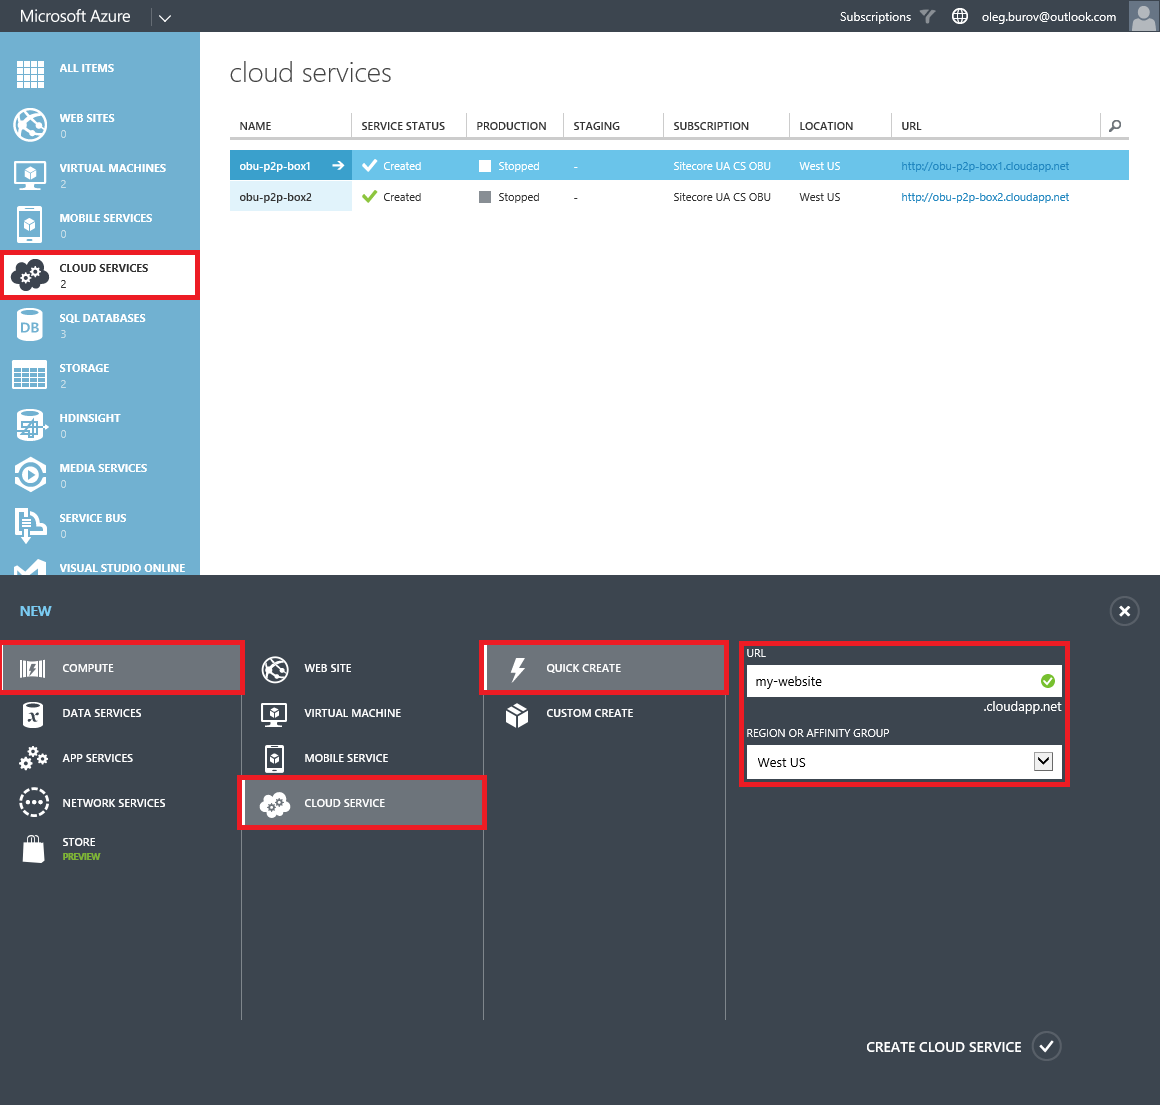 Microsoft Azure
Subscriptions
oleg.burov@outlook.com
ALL ITEMS
WEB SITES
0
VIRTUAL MACHINES
2
MOBILE SERVICES
0
CLOUD SERVICES
2
SQL DATABASES
3
DB
STORAGE
2
HDINSIGHT
0
MEDIA SERVICES
0
SERVICE BUS
0
VISUAL STUDIO ONLINE
cloud services
NAME SERVICE STATUS PRODUCTION STAGING SUBSCRIPTION LOCATION URL
obu-p2p-box1 Created Stopped - Sitecore UA CS OBU West US http://obu-p2p-box1.cloudapp.net
obu-p2p-box2 Created Stopped - Sitecore UA CS OBU West US http://obu-p2p-box2.cloudapp.net
NEW
COMPUTE
DATA SERVICES
APP SERVICES
NETWORK SERVICES
STORE
PREVIEW
WEB SITE
VIRTUAL MACHINE
MOBILE SERVICE
CLOUD SERVICE
QUICK CREATE
CUSTOM CREATE
URL
my-website
.cloudapp.net
REGION OR AFFINITY GROUP
West US
CREATE CLOUD SERVICE